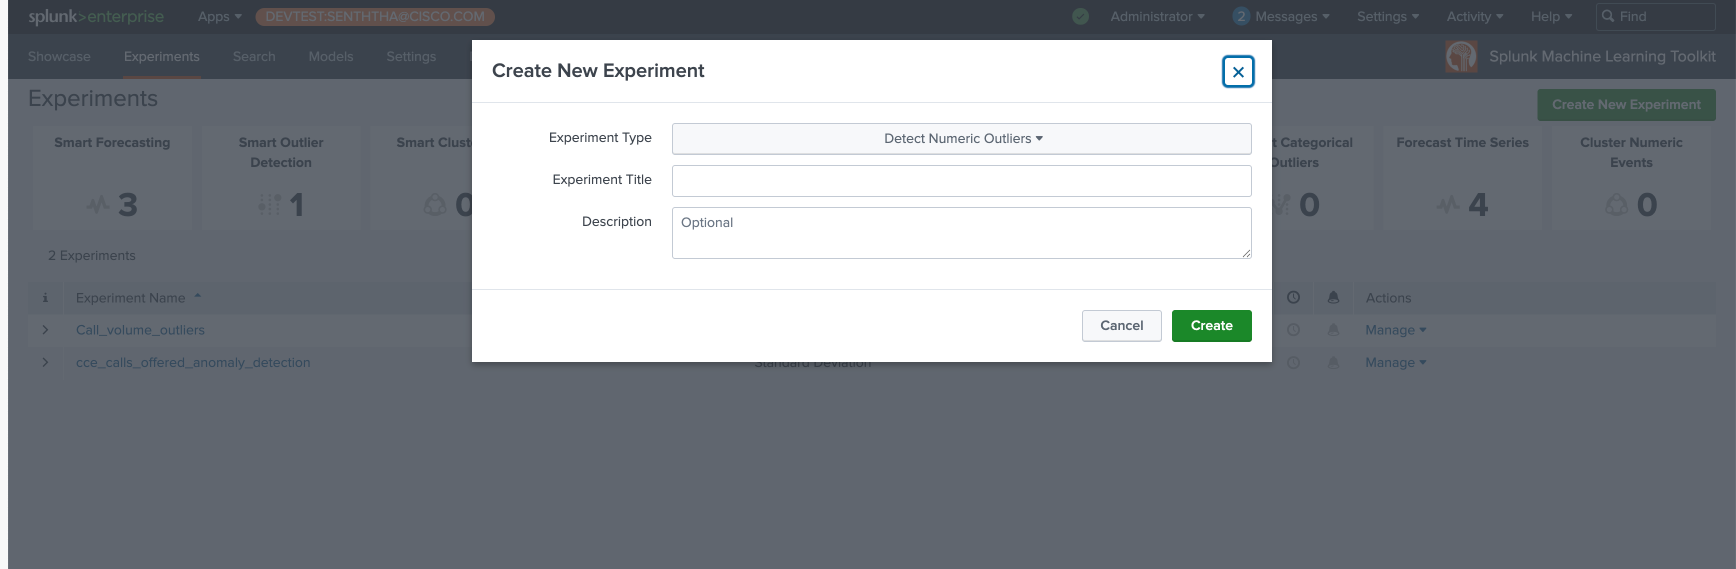 splunk>enterprise Apps DEVTEST:SENTHTHA@CISCO.COM Administrator 2 Messages Settings Activity Help Find
Showcase Experiments Search Models Settings Splunk Machine Learning Toolkit
Create New Experiment
Experiments
Create New Experiment
Experiment Type Detect Numeric Outliers
Experiment Title
Description Optional
Cancel Create
Smart Forecasting
3
Smart Outlier
Detection
1
Smart
0
Categorical
Outliers
0
Forecast Time Series
4
Cluster Numeric
Events
0
2 Experiments
i Experiment Name Actions
Call_volume_outliers Manage
cce_calls_offered_anomaly_detection Standard Deviation Manage